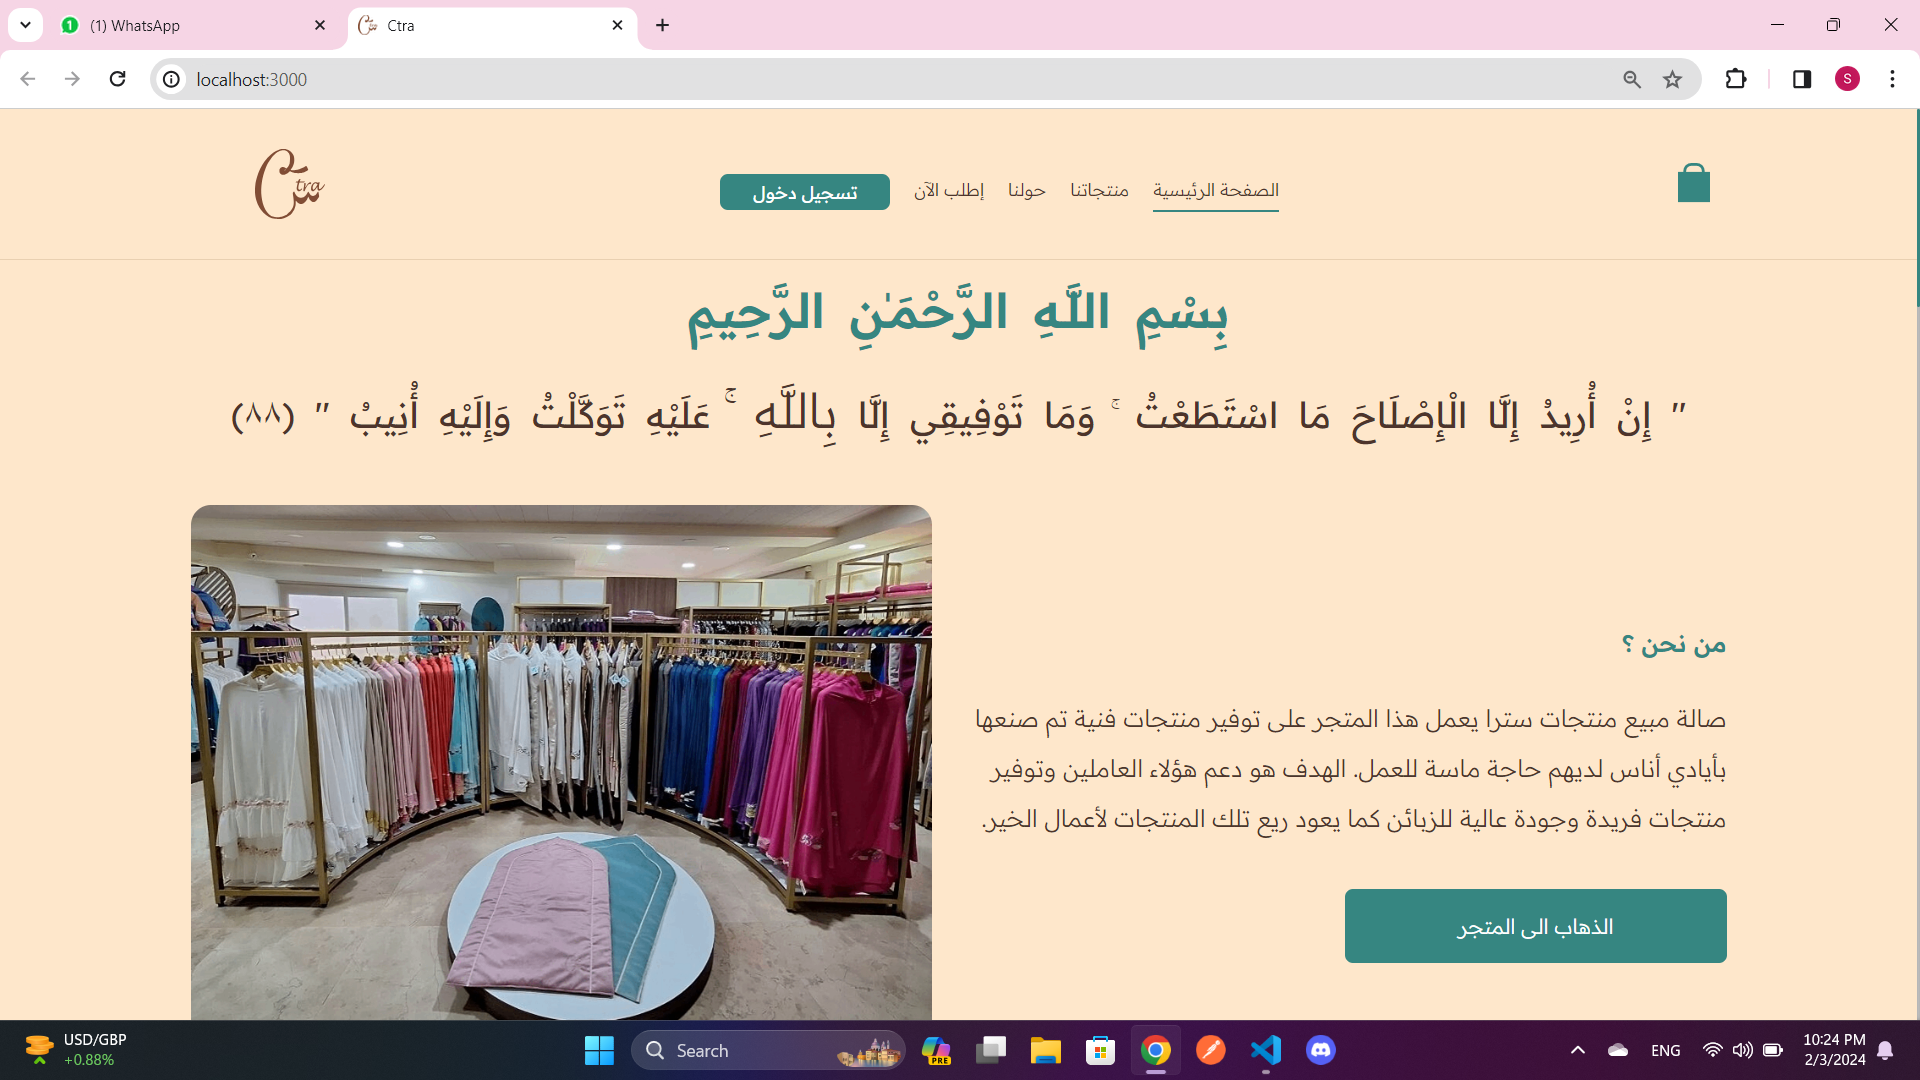 (1) WhatsApp
Ctra
localhost:3000
S
Ctra
ستر
الصفحة الرئيسية
منتجاتنا
حولنا
إطلب الآن
تسجيل دخول
بِسْمِ اللَّهِ الرَّحْمَـٰنِ الرَّحِيمِ
" إِنْ أُرِيدُ إِلَّا الْإِصْلَاحَ مَا اسْتَطَعْتُ ۚ وَمَا تَوْفِيقِي إِلَّا بِاللَّهِ ۚ عَلَيْهِ تَوَكَّلْتُ وَإِلَيْهِ أُنِيبُ " (٨٨)
من نحن ؟
صالة مبيع منتجات سترا يعمل هذا المتجر على توفير منتجات فنية تم صنعها
بأيادي أناس لديهم حاجة ماسة للعمل. الهدف هو دعم هؤلاء العاملين وتوفير
منتجات فريدة وجودة عالية للزبائن كما يعود ريع تلك المنتجات لأعمال الخير.
الذهاب الى المتجر
USD/GBP
+0.88%
Search
PRE
ENG
10:24 PM
2/3/2024